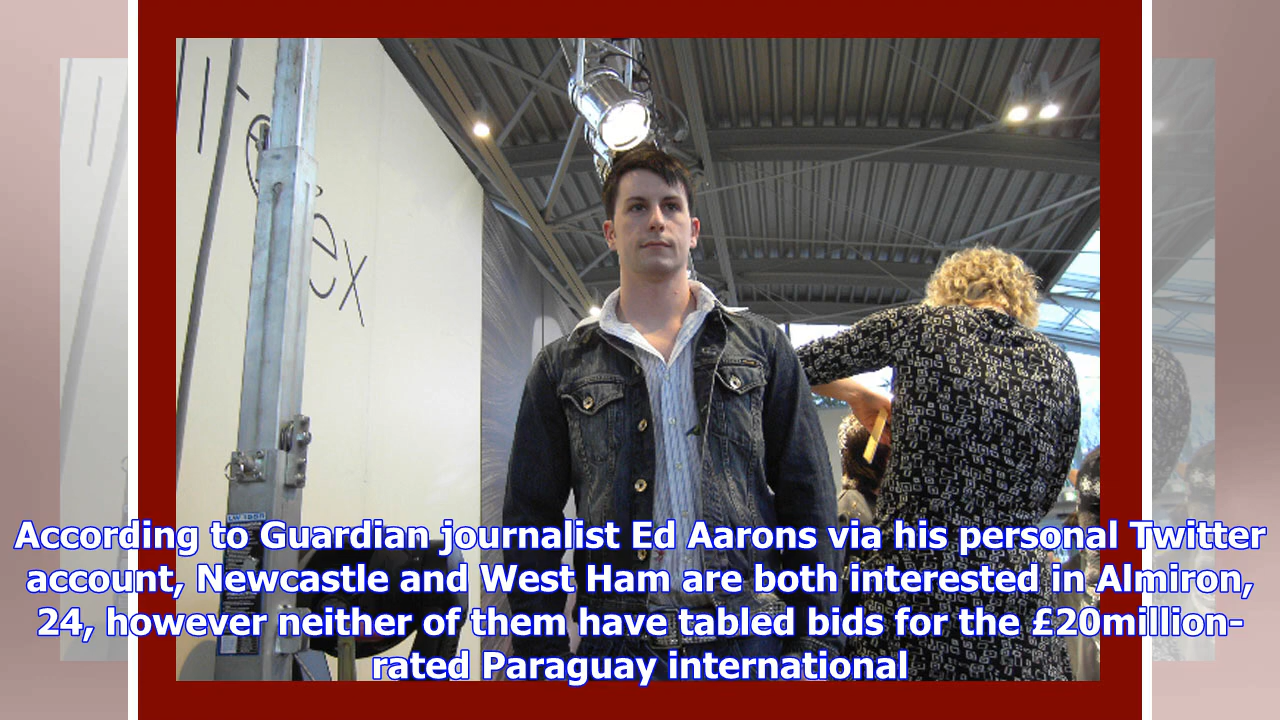 ex
According to Guardian journalist Ed Aarons via his personal Twitter
account, Newcastle and West Ham are both interested in Almiron,
24, however neither of them have tabled bids for the £20million-
rated Paraguay international